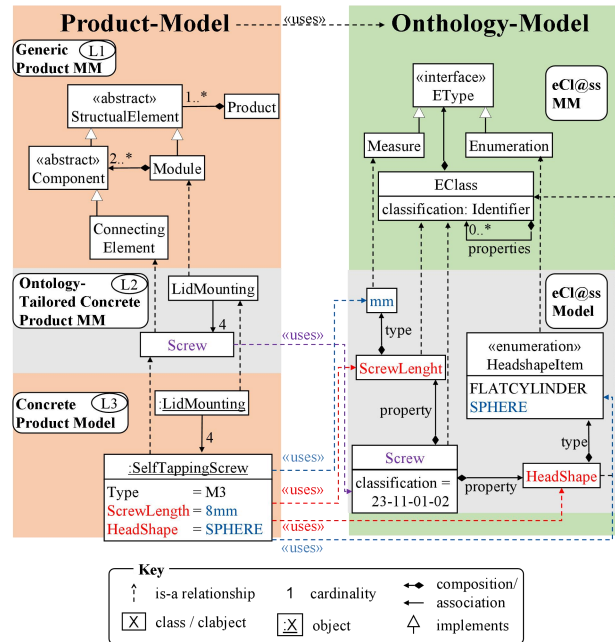 Product-Model
«uses»
Onthology-Model
Generic
Product MM
L1
«abstract»
StructualElement
1..*
Product
«abstract»
Component
2..*
Module
Connecting
Element
«interface»
EType
eCl@ss
MM
Measure
Enumeration
EClass
classification: Identifier
0..*
properties
Ontology-
Tailored Concrete
Product MM
L2
LidMounting
4
Screw
«uses»
«uses»
mm
type
ScrewLenght
property
eCl@ss
Model
«enumeration»
HeadshapeItem
FLATCYLINDER
SPHERE
type
Concrete
Product Model
L3
:LidMounting
4
:SelfTappingScrew
Type = M3
ScrewLength = 8mm
HeadShape = SPHERE
«uses»
«uses»
«uses»
«uses»
Screw
classification =
23-11-01-02
property
HeadShape
Key
is-a relationship
1 cardinality
composition/
association
X class / clabject
:X object
implements